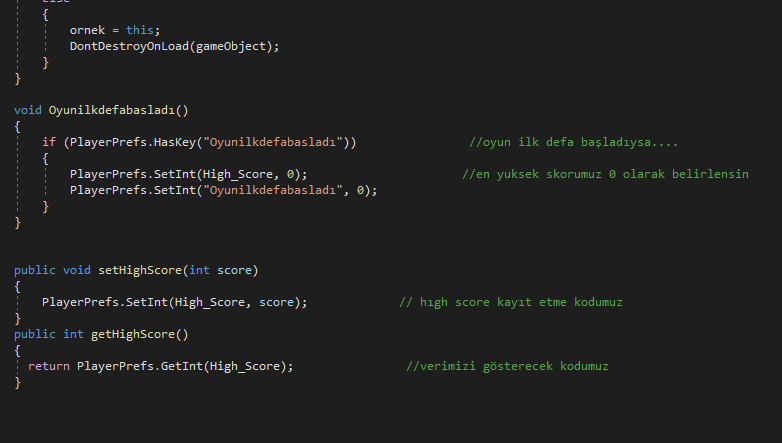 else
{
ornek = this;
DontDestroyOnLoad(gameObject);
}
}
void Oyunilkdefabasladı()
{
if (PlayerPrefs.HasKey("Oyunilkdefabasladı")) //oyun ilk defa başladıysa....
{
PlayerPrefs.SetInt(High_Score, 0); //en yuksek skorumuz 0 olarak belirlensin
PlayerPrefs.SetInt("Oyunilkdefabasladı", 0);
}
}
public void setHighScore(int score)
{
PlayerPrefs.SetInt(High_Score, score); // hıgh score kayıt etme kodumuz
}
public int getHighScore()
{
return PlayerPrefs.GetInt(High_Score); //verimizi gösterecek kodumuz
}